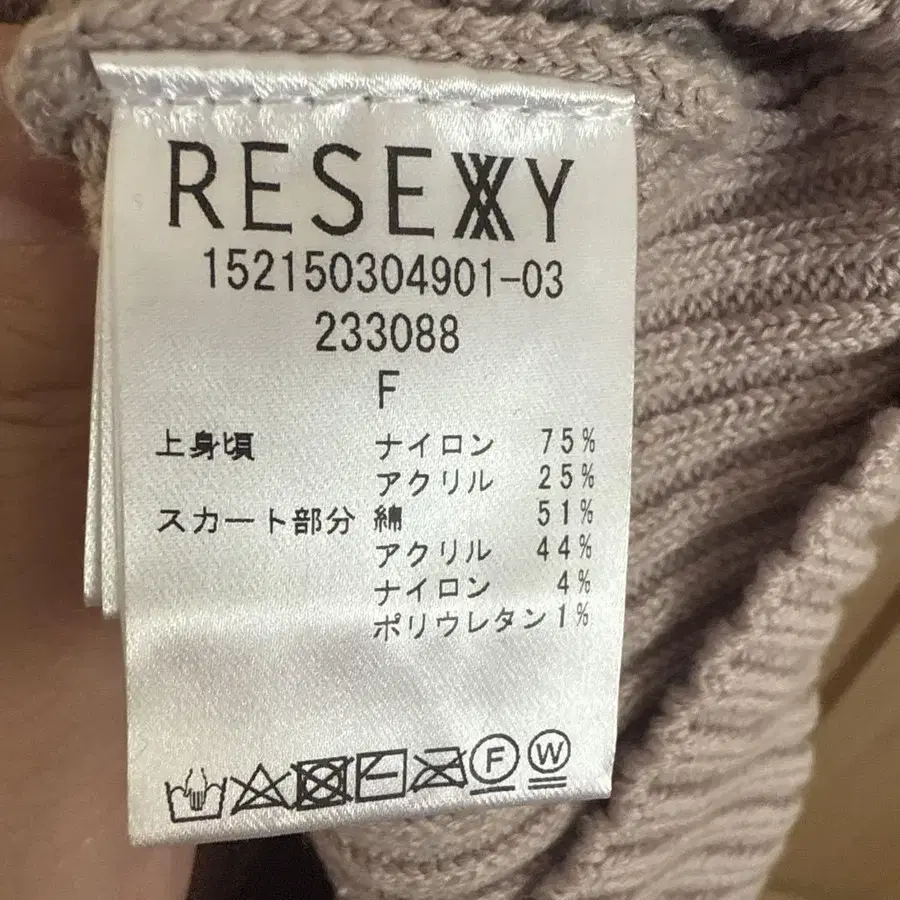 RESEXXY
152150304901-03
233088
F
上身頃 ナイロン 75%
アクリル 25%
スカート部分 綿 51%
アクリル 44%
ナイロン 4%
ポリウレタン 1%
F W